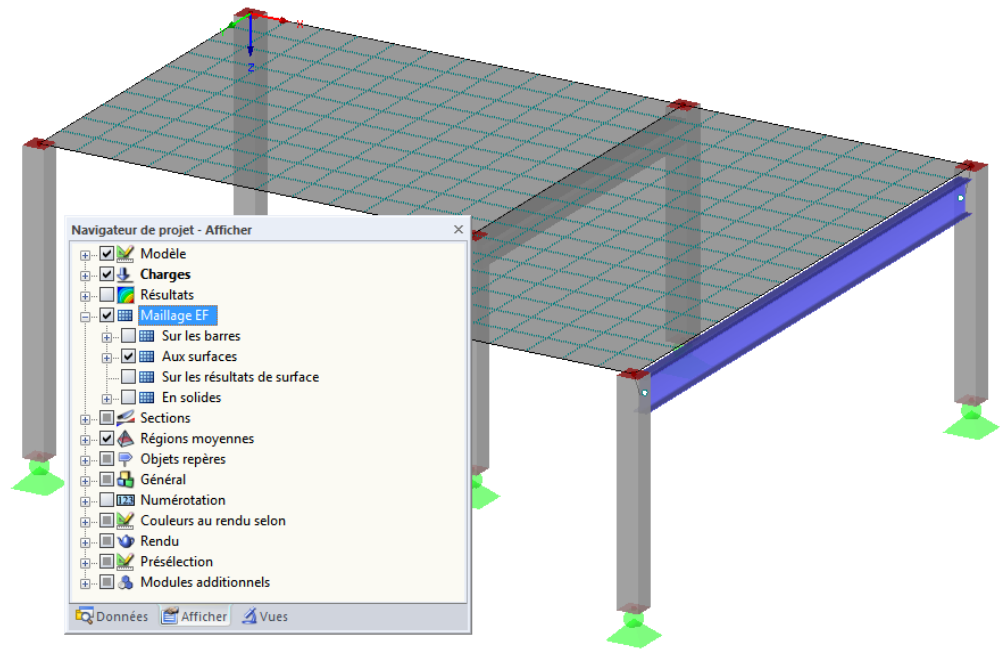 X
Y
Z
Navigateur de projet - Afficher
Modèle
Charges
Résultats
Maillage EF
Sur les barres
Aux surfaces
Sur les résultats de surface
En solides
Sections
Régions moyennes
Objets repères
Général
123 Numérotation
Couleurs au rendu selon
Rendu
Présélection
Modules additionnels
Données Afficher Vues